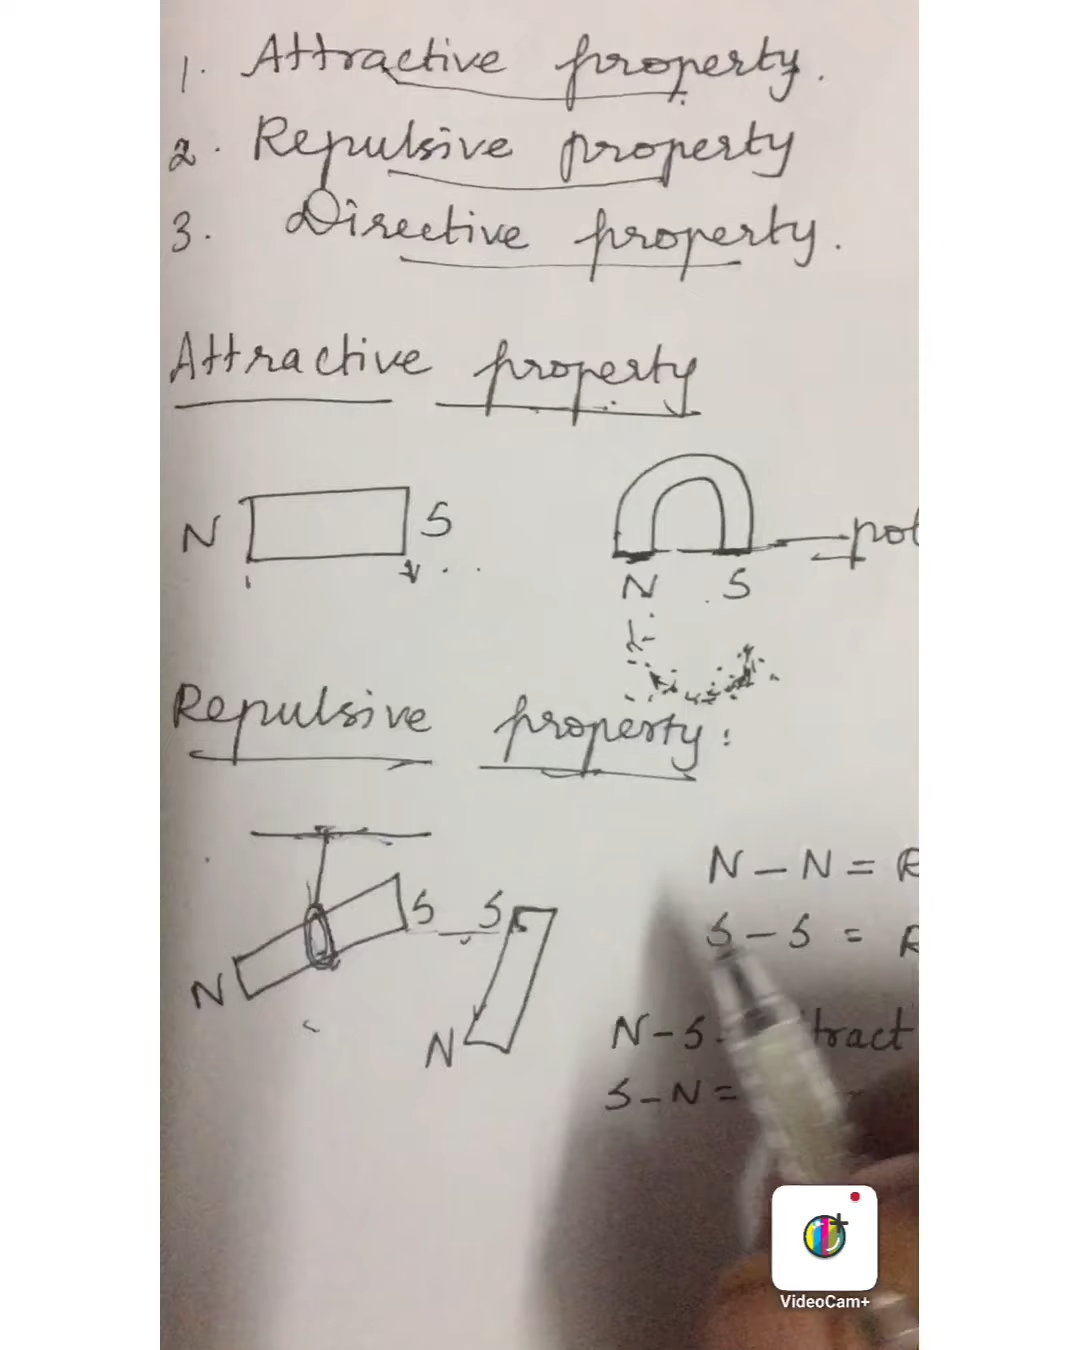 1. Attractive property.
2. Repulsive property
3. Directive property.
Attractive property
N S
N S
Repulsive property:
S S
N
N
N – N =
S – S =
N – S
S – N =
VideoCam+